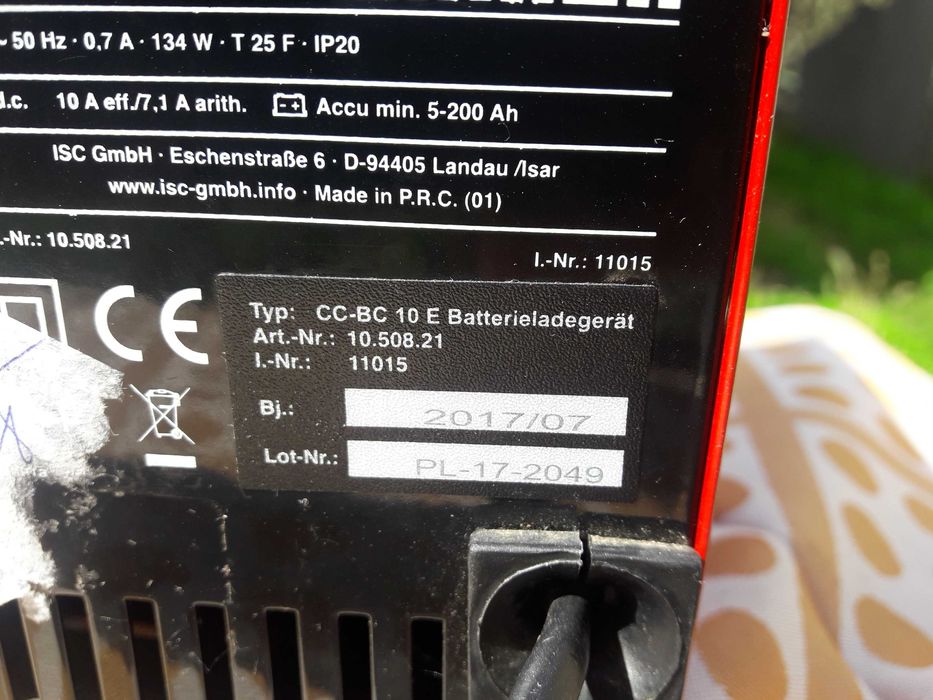 ~ 50 Hz · 0,7 A · 134 W · T 25 F · IP20
d.c. 10 A eff./7,1 A arith. Accu min. 5-200 Ah
ISC GmbH · Eschenstraße 6 · D-94405 Landau /Isar
www.isc-gmbh.info · Made in P.R.C. (01)
.-Nr.: 10.508.21
I.-Nr.: 11015
CE
Typ: CC-BC 10 E Batterieladegerät
Art.-Nr.: 10.508.21
I.-Nr.: 11015
Bj.: 2017/07
Lot-Nr.: PL-17-2049